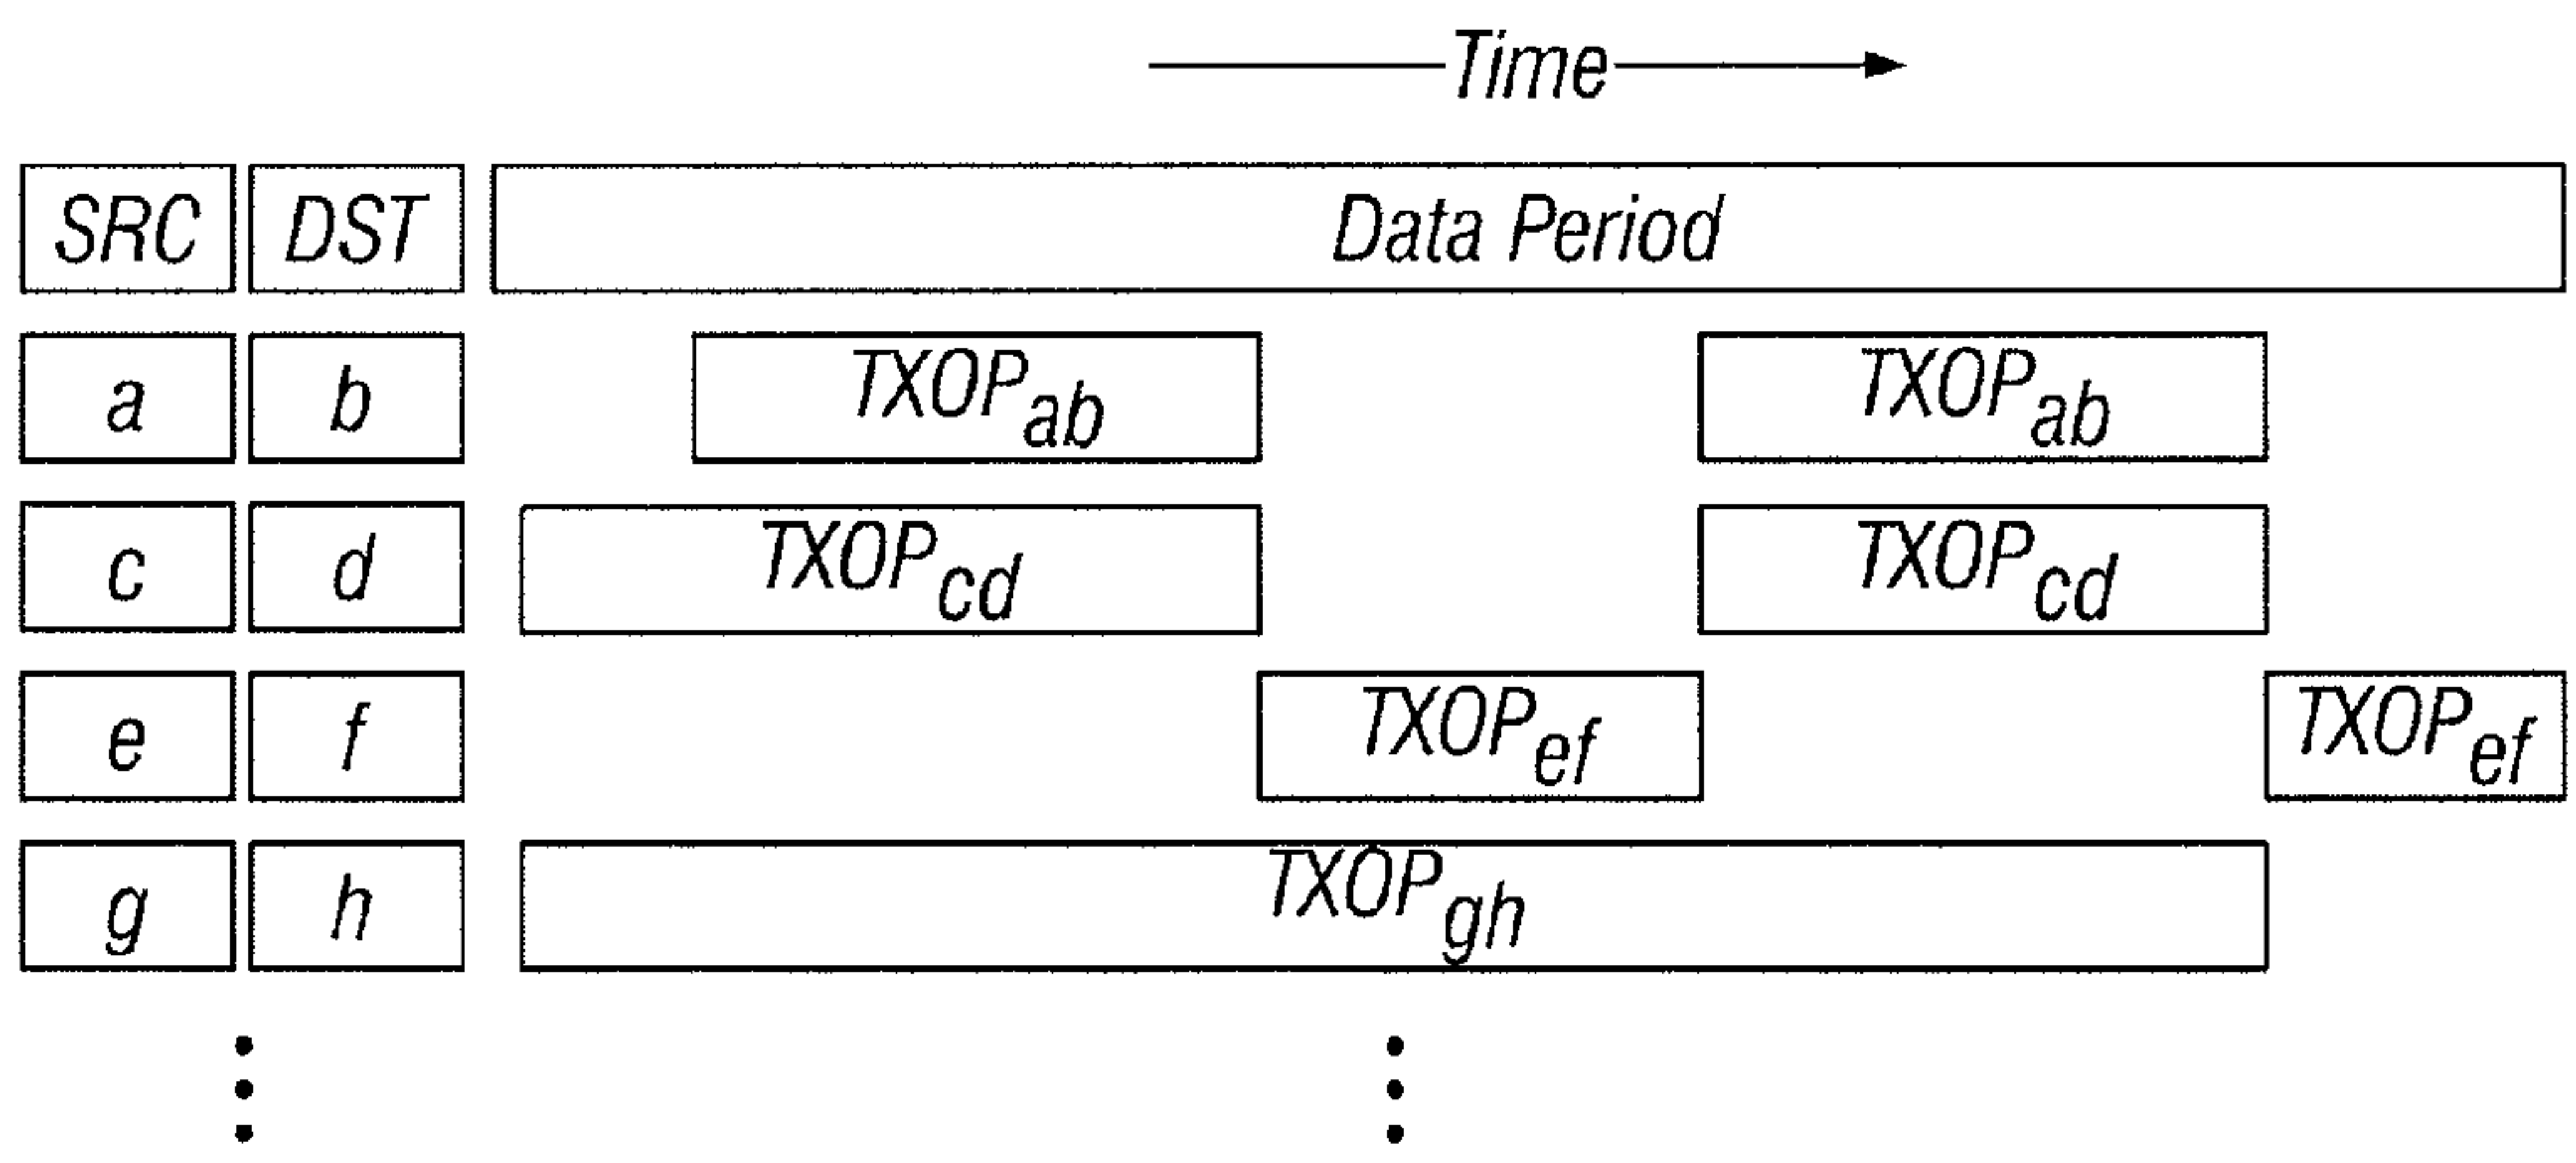 Time
SRC DST Data Period
a b TXOPab TXOPab
c d TXOPcd TXOPcd
e f TXOPef TXOPef
g h TXOPgh